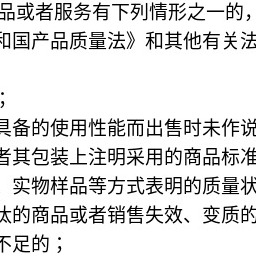 品或者服务有下列情形之一的，
和国产品质量法》和其他有关法
；
具备的使用性能而出售时未作说
者其包装上注明采用的商品标准
、实物样品等方式表明的质量状
汰的商品或者销售失效、变质的
不足的；